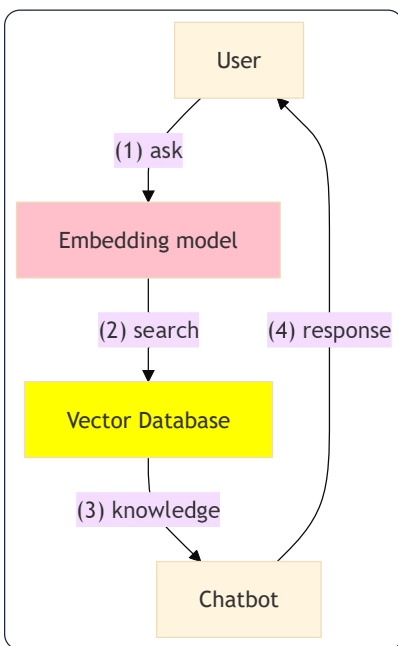 User
(1) ask
Embedding model
(2) search
(4) response
Vector Database
(3) knowledge
Chatbot